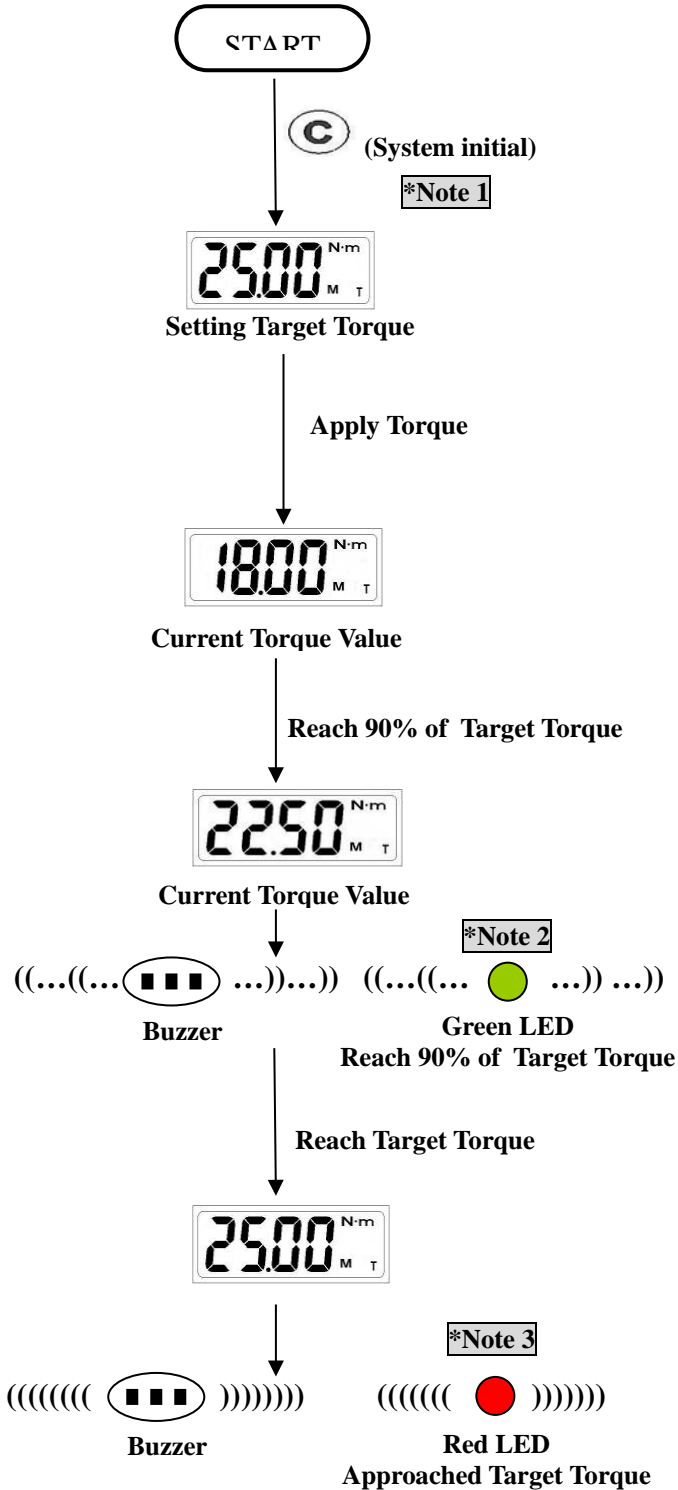 START
C
(System initial)
*Note 1
25.00 N·m
M T
Setting Target Torque
Apply Torque
18.00 N·m
M T
Current Torque Value
Reach 90% of Target Torque
22.50 N·m
M T
Current Torque Value
*Note 2
((…((… …))…)) ((…((… …)) …))
Buzzer
Green LED
Reach 90% of Target Torque
Reach Target Torque
25.00 N·m
M T
*Note 3
(((((((( )))))))) ((((((( )))))))
Buzzer
Red LED
Approached Target Torque